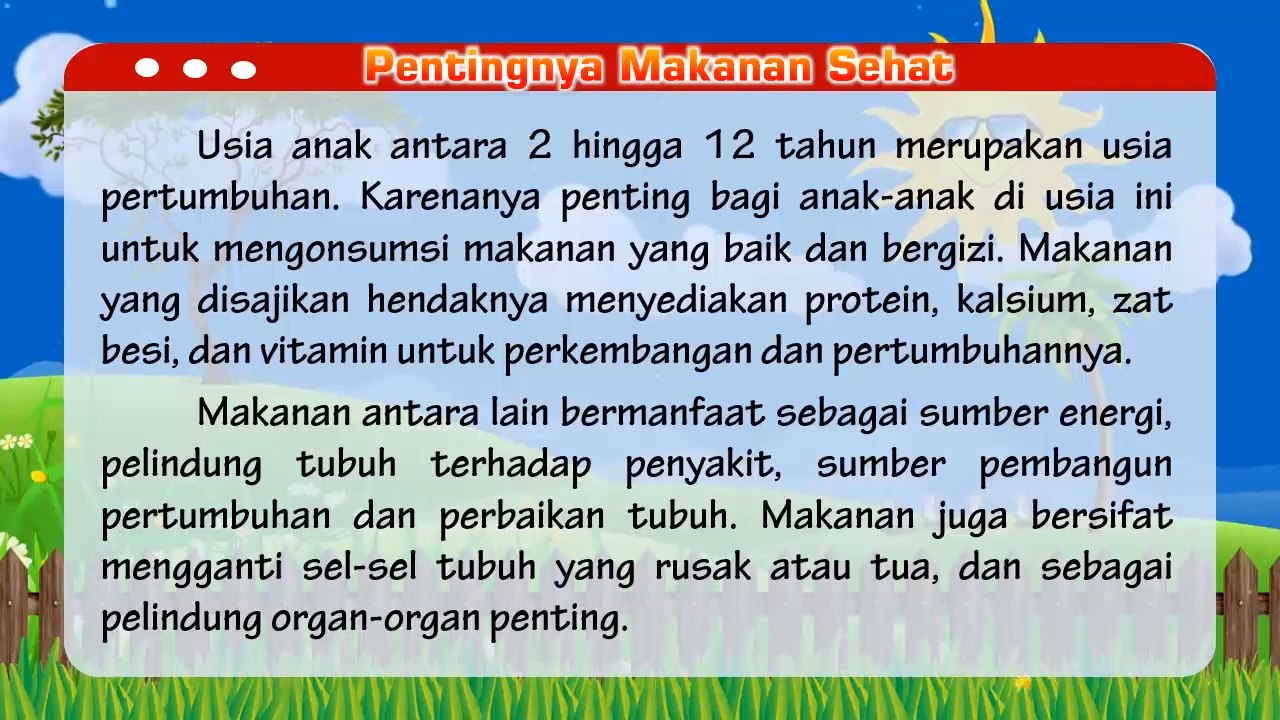 Pentingnya Makanan Sehat
Usia anak antara 2 hingga 12 tahun merupakan usia
pertumbuhan. Karenanya penting bagi anak-anak di usia ini
untuk mengonsumsi makanan yang baik dan bergizi. Makanan
yang disajikan hendaknya menyediakan protein, kalsium, zat
besi, dan vitamin untuk perkembangan dan pertumbuhannya.
Makanan antara lain bermanfaat sebagai sumber energi,
pelindung tubuh terhadap penyakit, sumber pembangun
pertumbuhan dan perbaikan tubuh. Makanan juga bersifat
mengganti sel-sel tubuh yang rusak atau tua, dan sebagai
pelindung organ-organ penting.